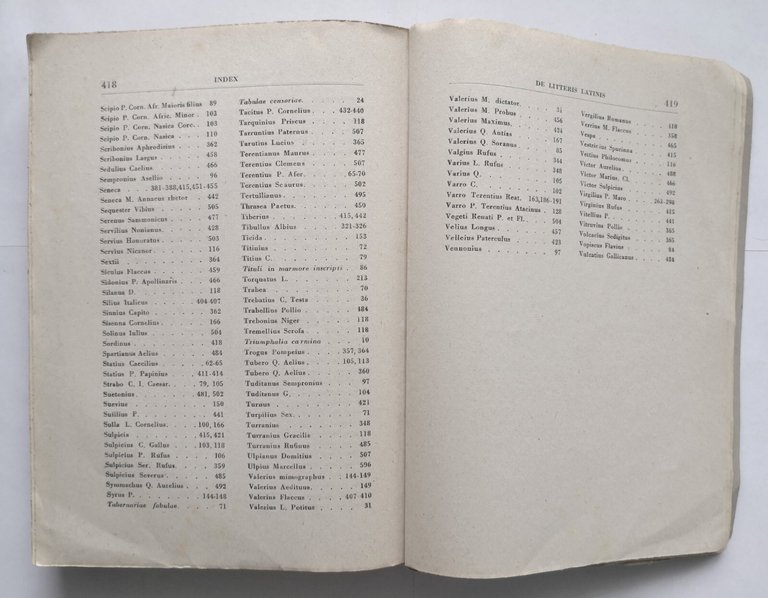 418 INDEX
Scipio P. Corn. Afr. Maioris filius 89
Scipio P. Corn. Afric. Minor . 103
Scipio P. Corn. Nasica Corc. . 103
Scipio P. Corn. Nasica . . . 110
Scribonius Aphrodisius . . . 362
Scribonius Largus . . . . 458
Sedulius Caelius . . . . . 466
Sempronius Asellio . . . . 96
Seneca . . . 381-388,415,451-455
Seneca M. Annaeus rhetor . . 442
Sequester Vibius . . . . . 505
Serenus Sammonicus . . . . 477
Servilius Nonianus . . . . 428
Servius Honoratus . . . . 503
Servius Nicanor . . . . . 116
Sextii . . . . . . . . 364
Siculus Flaccus . . . . . 459
Sidonius P. Apollinaris . . . 466
Silanus D. . . . . . . . 118
Silius Italicus . . . . 404-407
Sinnius Capito . . . . . . 362
Sisenna Cornelius . . . . . 166
Solinus Iulius . . . . . . 504
Sordinus . . . . . . . 418
Spartianus Aelius . . . . . 484
Statius Caecilius . . . . . 62-65
Statius P. Papinius . . . 411-414
Strabo C. I. Caesar. . . . 79, 105
Suetonius . . . . . . 481, 502
Suevius . . . . . . . . 150
Suillius P. . . . . . . . 441
Sulla L. Cornelius. . . . 100, 166
Sulpicia . . . . . . 415, 421
Sulpicius C. Gallus . . . 103, 118
Sulpicius P. Rufus . . . . 106
Sulpicius Ser. Rufus. . . . 359
Sulpicius Severus . . . . . 485
Symmachus Q. Aurelius . . . 492
Syrus P. . . . . . . . 144-148
Tabernariae fabulae. . . . . 71
Tabulae censoriae. . . . . 24
Tacitus P. Cornelius . . . 432-440
Tarquinius Priscus . . . . 118
Tarruntius Paternus . . . . 507
Tarutius Lucius . . . . . 365
Terentianus Maurus . . . . 477
Terentius Clemens . . . . 507
Terentius P. Afer . . . . 65-70
Terentius Scaurus . . . . 502
Tertullianus . . . . . . 495
Thrasea Paetus . . . . . 450
Tiberius . . . . . . 415, 442
Tibullus Albius . . . . 321-326
Ticida . . . . . . . . 153
Titinius . . . . . . . . 72
Titius C. . . . . . . . 79
Tituli in marmore inscripti . . 86
Torquatus L. . . . . . . 213
Trabea . . . . . . . . 70
Trebatius C. Testa . . . . 36
Trabellius Pollio . . . . . 484
Trebonius Niger . . . . . 118
Tremellius Scrofa . . . . . 118
Triumphalia carmina . . . . 10
Trogus Pompeius . . . . 357,364
Tubero Q. Aelius . . . . 105,113
Tubero Q. Aelius . . . . . 360
Tuditanus Sempronius . . . 97
Tuditanus G. . . . . . . 104
Turnus . . . . . . . . 421
Turpilius Sex. . . . . . . 71
Turranius . . . . . . . 348
Turranius Gracilis . . . . 118
Turranius Rufinus . . . . 485
Ulpianus Domitius . . . . 507
Ulpius Marcellus . . . . . 506
Valerius mimographus . . 144-149
Valerius Aedituus. . . . . 149
Valerius Flaccus . . . . 407-410
Valerius L. Potitus . . . . 31
DE LITTERIS LATINIS 419
Valerius M. dictator. . . . 31
Valerius M. Probus . . . . 456
Valerius Maximus. . . . . 424
Valerius Q. Antias . . . . 167
Valerius Q. Soranus . . . . 85
Valgius Rufus . . . . . . 344
Varius L. Rufus . . . . . 344
Varius Q. . . . . . . . 105
Varro C. . . . . . . . 102
Varro Terentius Reat. 163,186-191
Varro P. Terentius Atacinus . 128
Vegeti Renati P. et Fl. . . . 504
Velius Longus . . . . . . 457
Velleius Paterculus . . . . 423
Vennonius . . . . . . . 97
Vergilius Romanus . . . . 418
Verrius M. Flaccus . . . .
Vespa . . . . . . . . 465
Vestricius Spurinna . . . . 415
Vettius Philocomus . . . . 116
Victor Aurelius . . . . . 488
Victor Marius. Cl. . . . . 466
Victor Sulpicius . . . . . 492
Virgilius P. Maro . . . 263-298
Virginius Rufus . . . . . 415
Vitellius P. . . . . . . 441
Vitruvius Pollio . . . . . 365
Volcacius Sedigitus . . . . 365
Vopiscus Flavius . . . . . 84
Vulcatius Gallicanus . . . . 484